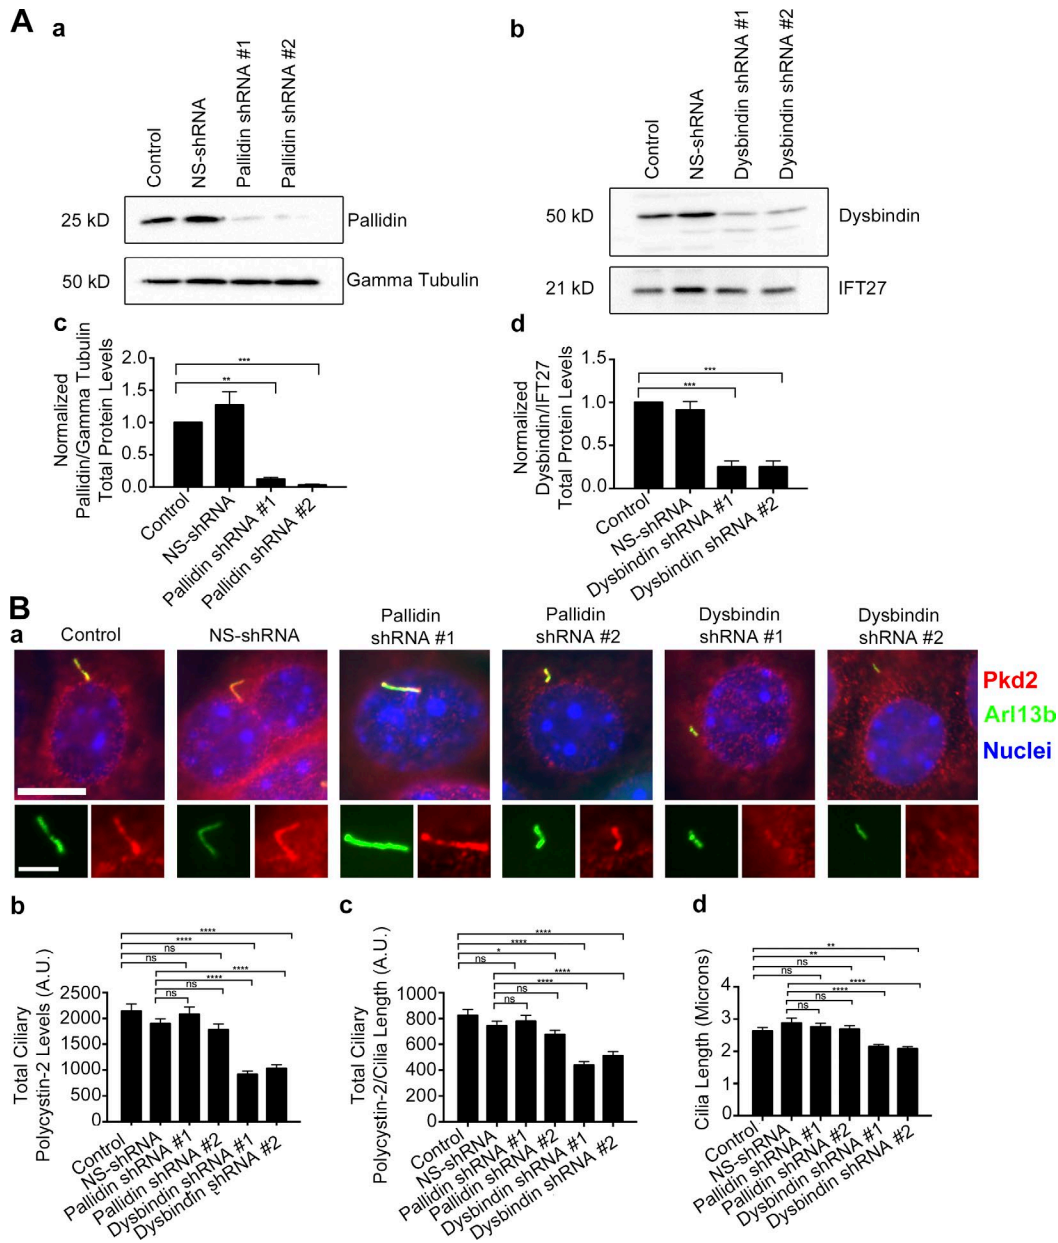 A
a
Control
NS-shRNA
Pallidin shRNA #1
Pallidin shRNA #2
25 kD
Pallidin
50 kD
Gamma Tubulin
b
Control
NS-shRNA
Dysbindin shRNA #1
Dysbindin shRNA #2
50 kD
Dysbindin
21 kD
IFT27
c
Normalized
Pallidin/Gamma Tubulin
Total Protein Levels
2.0
1.5
1.0
0.5
0.0
***
**
Control
NS-shRNA
Pallidin shRNA #1
Pallidin shRNA #2
d
Normalized
Dysbindin/IFT27
Total Protein Levels
1.5
1.0
0.5
0.0
***
***
Control
NS-shRNA
Dysbindin shRNA #1
Dysbindin shRNA #2
B
a
Control
NS-shRNA
Pallidin
shRNA #1
Pallidin
shRNA #2
Dysbindin
shRNA #1
Dysbindin
shRNA #2
Pkd2
Arl13b
Nuclei
b
Total Ciliary
Polycystin-2 Levels (A.U.)
2500
2000
1500
1000
500
0
****
****
ns
ns
****
****
ns
ns
Control
NS-shRNA
Pallidin shRNA #1
Pallidin shRNA #2
Dysbindin shRNA #1
Dysbindin shRNA #2
c
Total Ciliary
Polycystin-2/Cilia Length (A.U.)
1000
800
600
400
200
0
****
****
*
ns
****
****
ns
ns
Control
NS-shRNA
Pallidin shRNA #1
Pallidin shRNA #2
Dysbindin shRNA #1
Dysbindin shRNA #2
d
Cilia Length (Microns)
4
3
2
1
0
**
**
ns
ns
****
****
ns
ns
Control
NS-shRNA
Pallidin shRNA #1
Pallidin shRNA #2
Dysbindin shRNA #1
Dysbindin shRNA #2